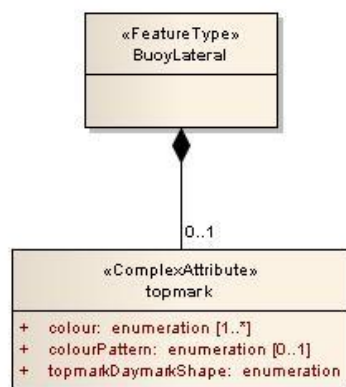 «FeatureType»
BuoyLateral
0..1
«ComplexAttribute»
topmark
+ colour: enumeration [1..*]
+ colourPattern: enumeration [0..1]
+ topmarkDaymarkShape: enumeration